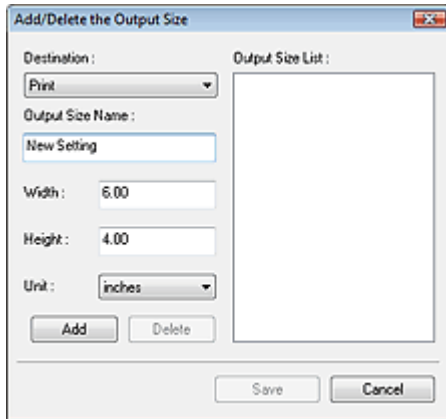 Add/Delete the Output Size
Destination :
Print
Output Size Name :
New Setting
Width :
6.00
Height :
4.00
Unit :
inches
Add
Delete
Output Size List :
Save
Cancel